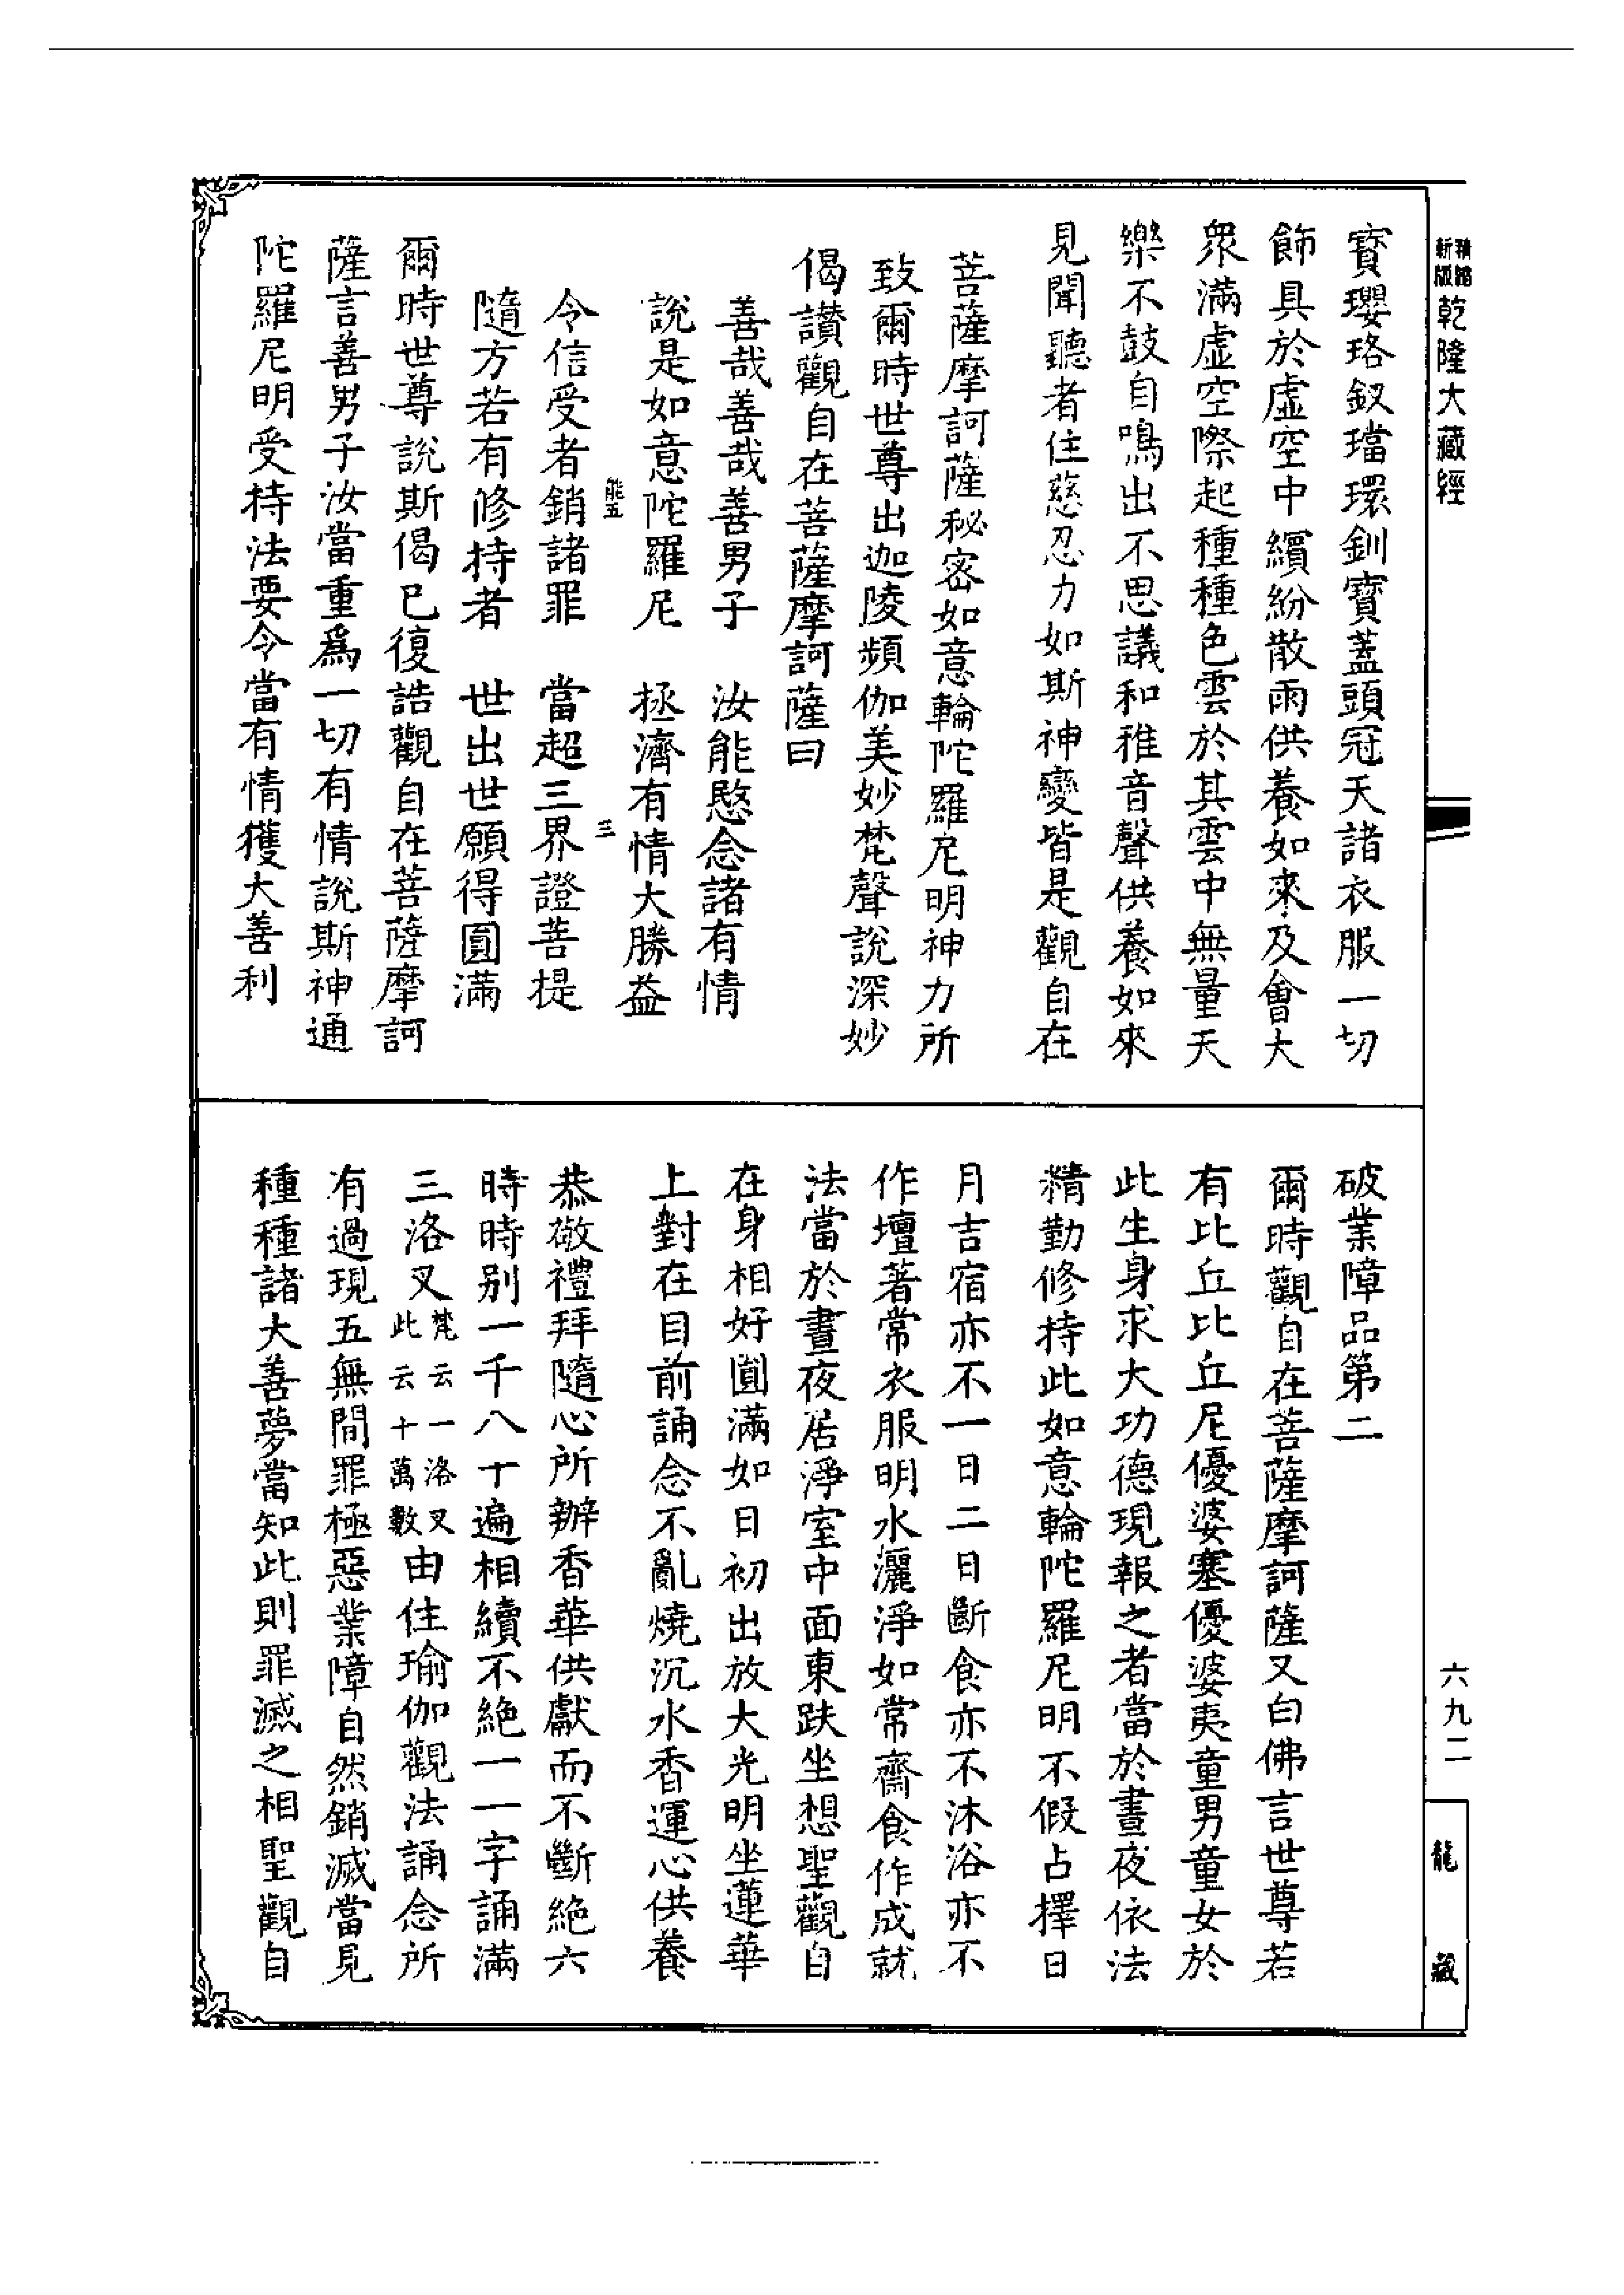 精縮新版乾隆大藏經
寶瓔珞釵璫環釧寶蓋頭冠天諸衣服一切
飾具於虛空中繽紛散雨供養如來及會大
眾滿虛空際起種種色雲於其雲中無量天
樂不鼓自鳴出不思議和雅音聲供養如來
見聞聽者住慈忍力如斯神變皆是觀自在
菩薩摩訶薩秘密如意輪陀羅尼明神力所
致爾時世尊出迦陵頻伽美妙梵聲說深妙
偈讚觀自在菩薩摩訶薩曰
善哉善哉善男子　汝能愍念諸有情
說是如意陀羅尼　拯濟有情大勝益
能五　三
令信受者銷諸罪　當超三界證菩提
隨方若有修持者　世出世願得圓滿
爾時世尊說斯偈已復誥觀自在菩薩摩訶
薩言善男子汝當重為一切有情說斯神通
陀羅尼明受持法要令當有情獲大善利
破業障品第二
爾時觀自在菩薩摩訶薩又白佛言世尊若
有比丘比丘尼優婆塞優婆夷童男童女於
此生身求大功德現報之者當於晝夜依法
精勤修持此如意輪陀羅尼明不假占擇日
月吉宿亦不一日二日斷食亦不沐浴亦不
作壇著常衣服明水灑淨如常齋食作成就
法當於晝夜居淨室中面東趺坐想聖觀自
在身相好圓滿如日初出放大光明坐蓮華
上對在目前誦念不亂燒沉水香運心供養
恭敬禮拜隨心所辦香華供獻而不斷絕六
時時別一千八十遍相續不絕一一字誦滿
三洛叉梵云一洛叉此云十萬數由住瑜伽觀法誦念所
有過現五無間罪極惡業障自然銷滅當見
種種諸大善夢當知此則罪滅之相聖觀自
六九二
龍藏